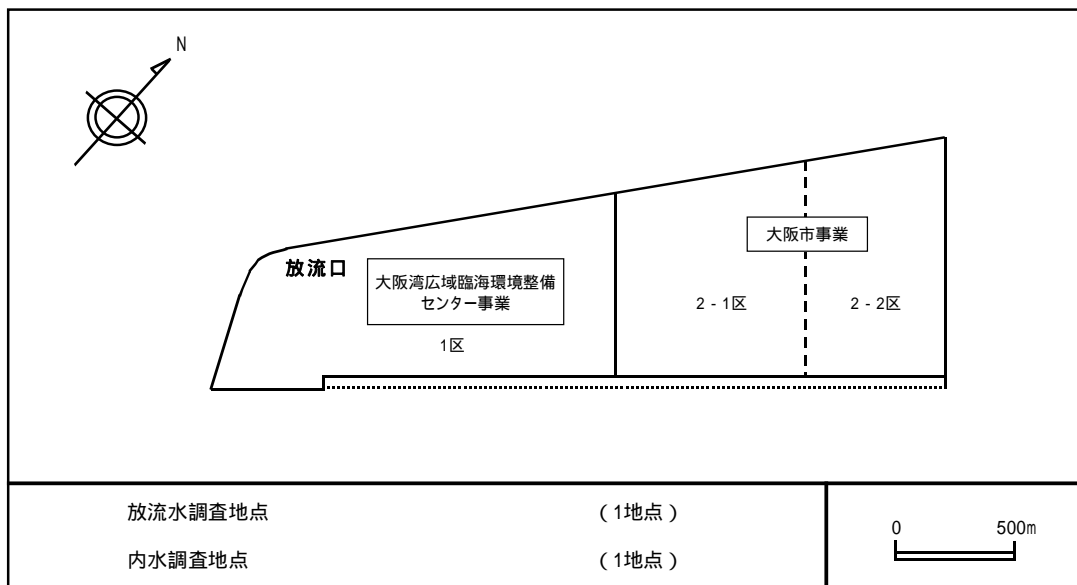 N
放流口
大阪湾広域臨海環境整備
センター事業
1区
大阪市事業
2-1区
2-2区
放流水調査地点 (1地点)
内水調査地点 (1地点)
0 500m